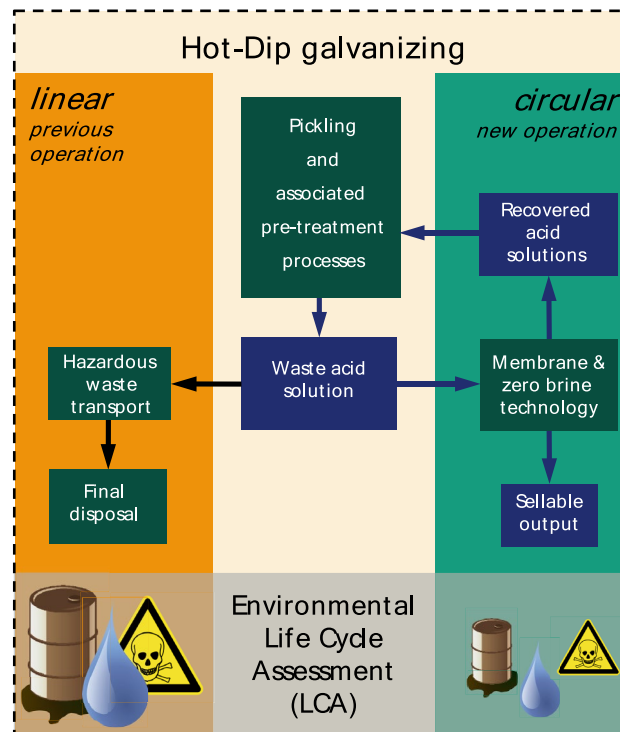 Hot-Dip galvanizing
linear
previous
operation
circular
new operation
Pickling
and
associated
pre-treatment
processes
Recovered
acid
solutions
Hazardous
waste
transport
Waste acid
solution
Membrane &
zero brine
technology
Final
disposal
Sellable
output
Environmental
Life Cycle
Assessment
(LCA)